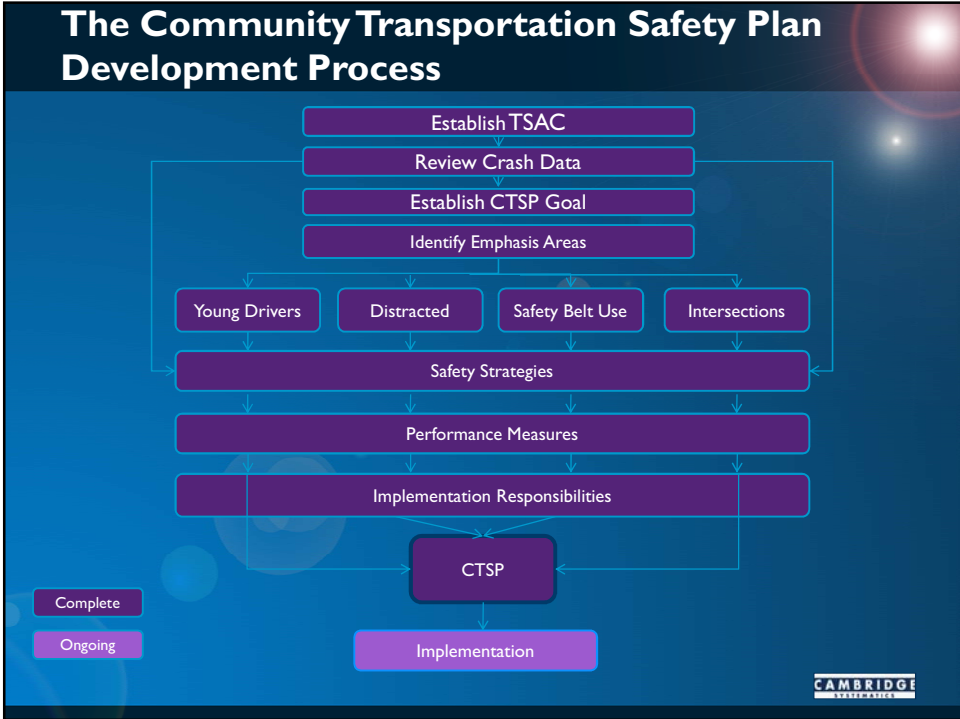 The Community Transportation Safety Plan
Development Process
Establish TSAC
Review Crash Data
Establish CTSP Goal
Identify Emphasis Areas
Young Drivers
Distracted
Safety Belt Use
Intersections
Safety Strategies
Performance Measures
Implementation Responsibilities
CTSP
Complete
Ongoing
Implementation
CAMBRIDGE
SYSTEMATICS